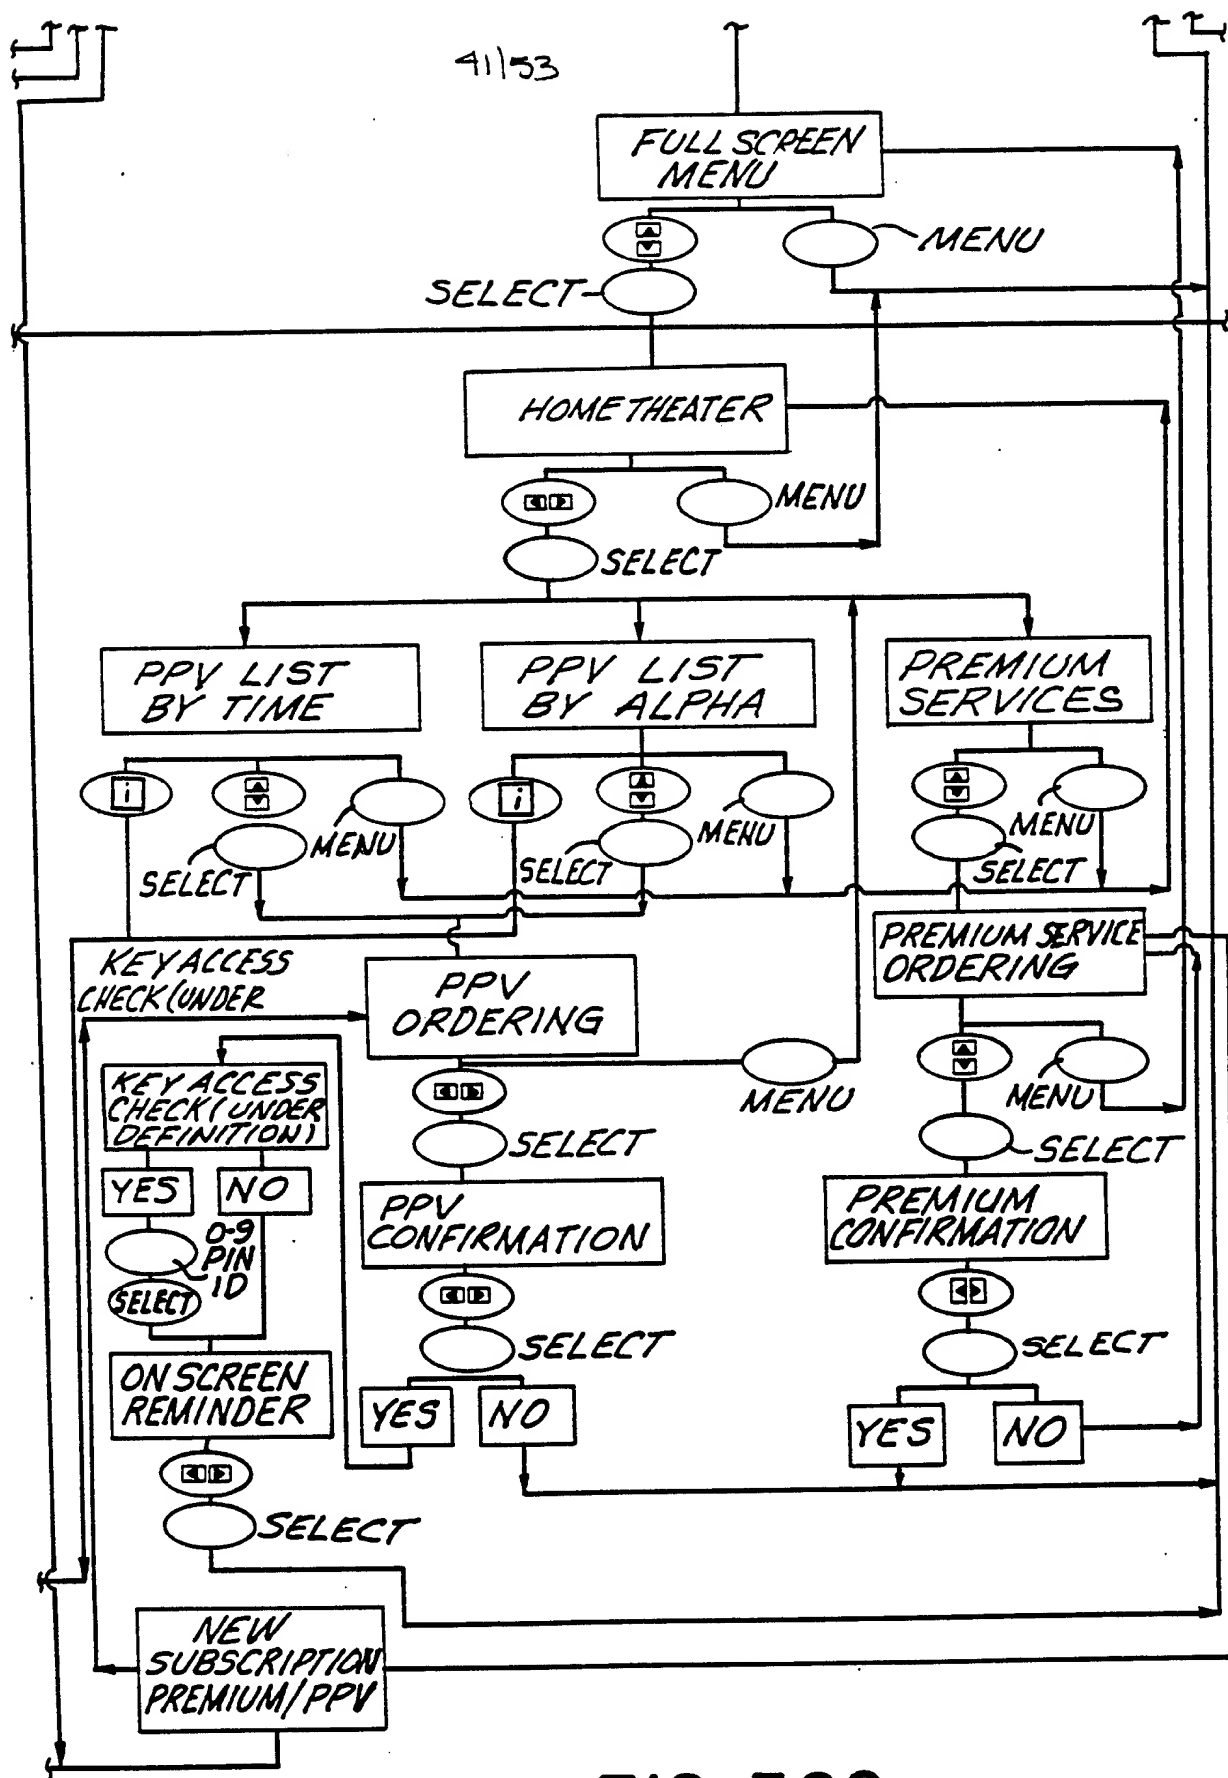 41/53
FULL SCREEN
MENU
MENU
SELECT
HOME THEATER
MENU
SELECT
PPV LIST
BY TIME
PPV LIST
BY ALPHA
PREMIUM
SERVICES
i
i
MENU
SELECT
MENU
SELECT
MENU
SELECT
KEY ACCESS
CHECK (UNDER
PPV
ORDERING
PREMIUM SERVICE
ORDERING
KEY ACCESS
CHECK (UNDER
DEFINITION)
MENU
MENU
SELECT
SELECT
YES
NO
PPV
CONFIRMATION
PREMIUM
CONFIRMATION
0-9
PIN
ID
SELECT
SELECT
SELECT
ON SCREEN
REMINDER
YES
NO
YES
NO
SELECT
NEW
SUBSCRIPTION
PREMIUM/PPV